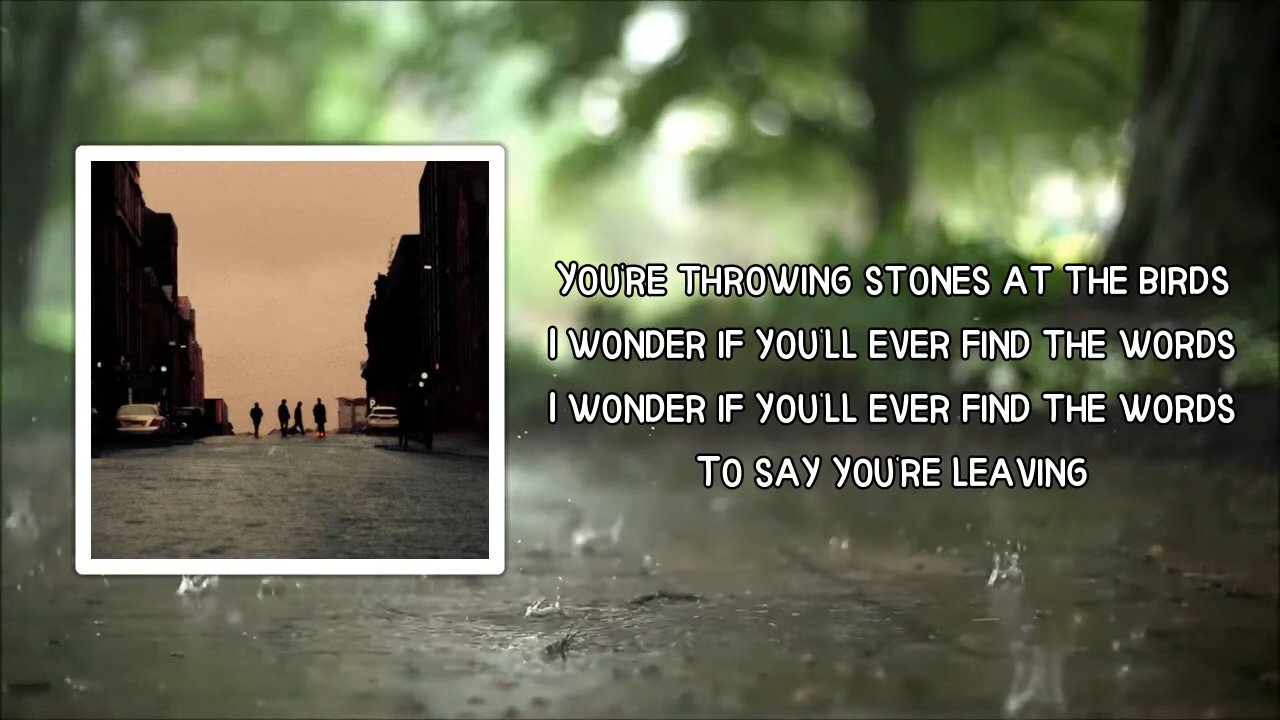 YOU'RE THROWING STONES AT THE BIRDS
I WONDER IF YOU'LL EVER FIND THE WORDS
I WONDER IF YOU'LL EVER FIND THE WORDS
TO SAY YOU'RE LEAVING